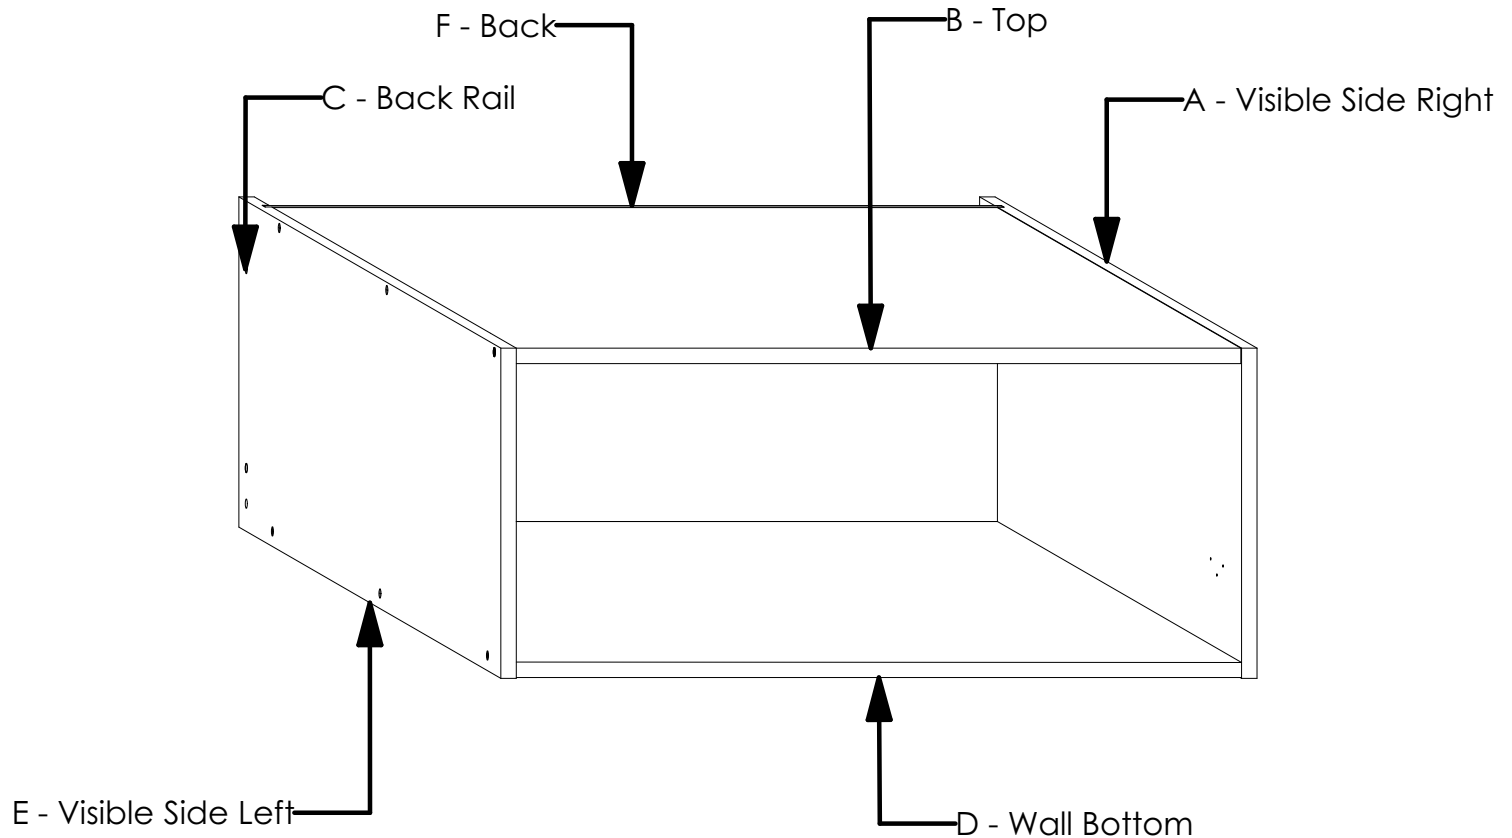 F - Back
B - Top
C - Back Rail
A - Visible Side Right
E - Visible Side Left
D - Wall Bottom